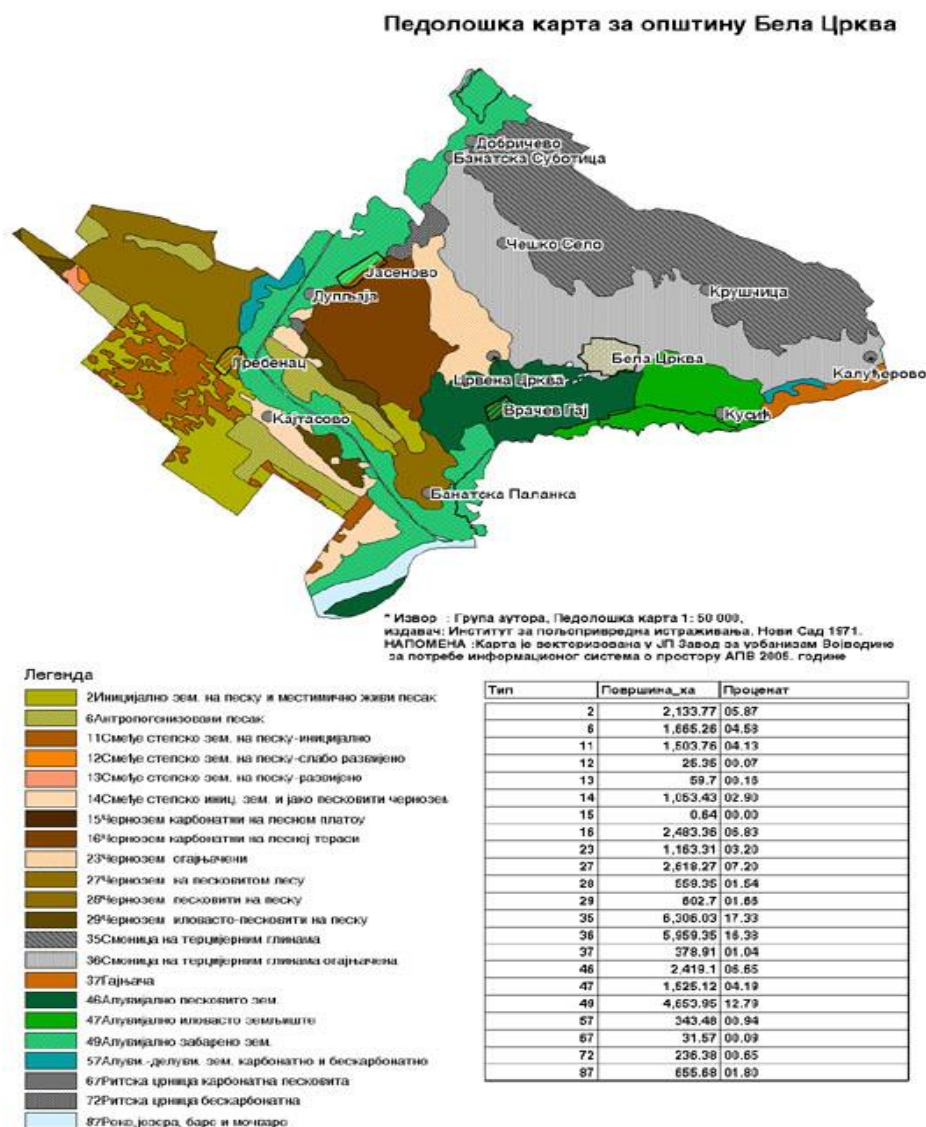 Педолошка карта за општину Бела Црква
Добричево
Банатска Суботица
Чешко Село
Јасеново
Крушчица
Дупљаја
Гребенац
Бела Црква
Калуђерово
Црвена Црква
Врачев Гај
Кусић
Кајтасово
Банатска Паланка
* Извор : Група аутора, Педолошка карта 1: 50 000,
издавач: Институт за пољопривредна истраживања, Нови Сад 1971.
НАПОМЕНА :Карта је векторизована у ЈП Завод за урбанизам Војводине
за потребе информационог система о простору АПВ 2005. године
Легенда
2Иницијално зем. на песку и местимично живи песак
6Антропогенизовани песак
11Смеђе степско зем. на песку-иницијално
12Смеђе степско зем. на песку-слабо развијено
13Смеђе степско зем. на песку-развијено
14Смеђе степско иниц. зем. и јако песковити чернозем
15Чернозем карбонатни на лесном платоу
16Чернозем карбонатни на лесној тераси
23Чернозем огајњачени
27Чернозем на песковитом лесу
28Чернозем песковити на песку
29Чернозем иловасто-песковити на песку
35Смоница на терцијерним глинама
36Смоница на терцијерним глинама огајњачена
37Гајњача
46Алувијално песковито зем.
47Алувијално иловасто земљиште
49Алувијално забарено зем.
57Алуви.-делуви. зем. карбонатно и бескарбонатно
67Ритска црница карбонатна песковита
72Ритска црница бескарбонатна
87Реке,језера, баре и мочваре
Тип Површина_ха Проценат
2 2,133.77 05.87
6 1,665.26 04.58
11 1,503.76 04.13
12 25.35 00.07
13 59.7 00.16
14 1,053.43 02.90
15 0.64 00.00
16 2,483.36 06.83
23 1,163.31 03.20
27 2,618.27 07.20
28 559.35 01.54
29 602.7 01.66
35 6,306.03 17.33
36 5,959.35 16.38
37 378.91 01.04
46 2,419.1 06.65
47 1,525.12 04.19
49 4,653.95 12.79
57 343.48 00.94
67 31.57 00.09
72 236.38 00.65
87 655.68 01.80